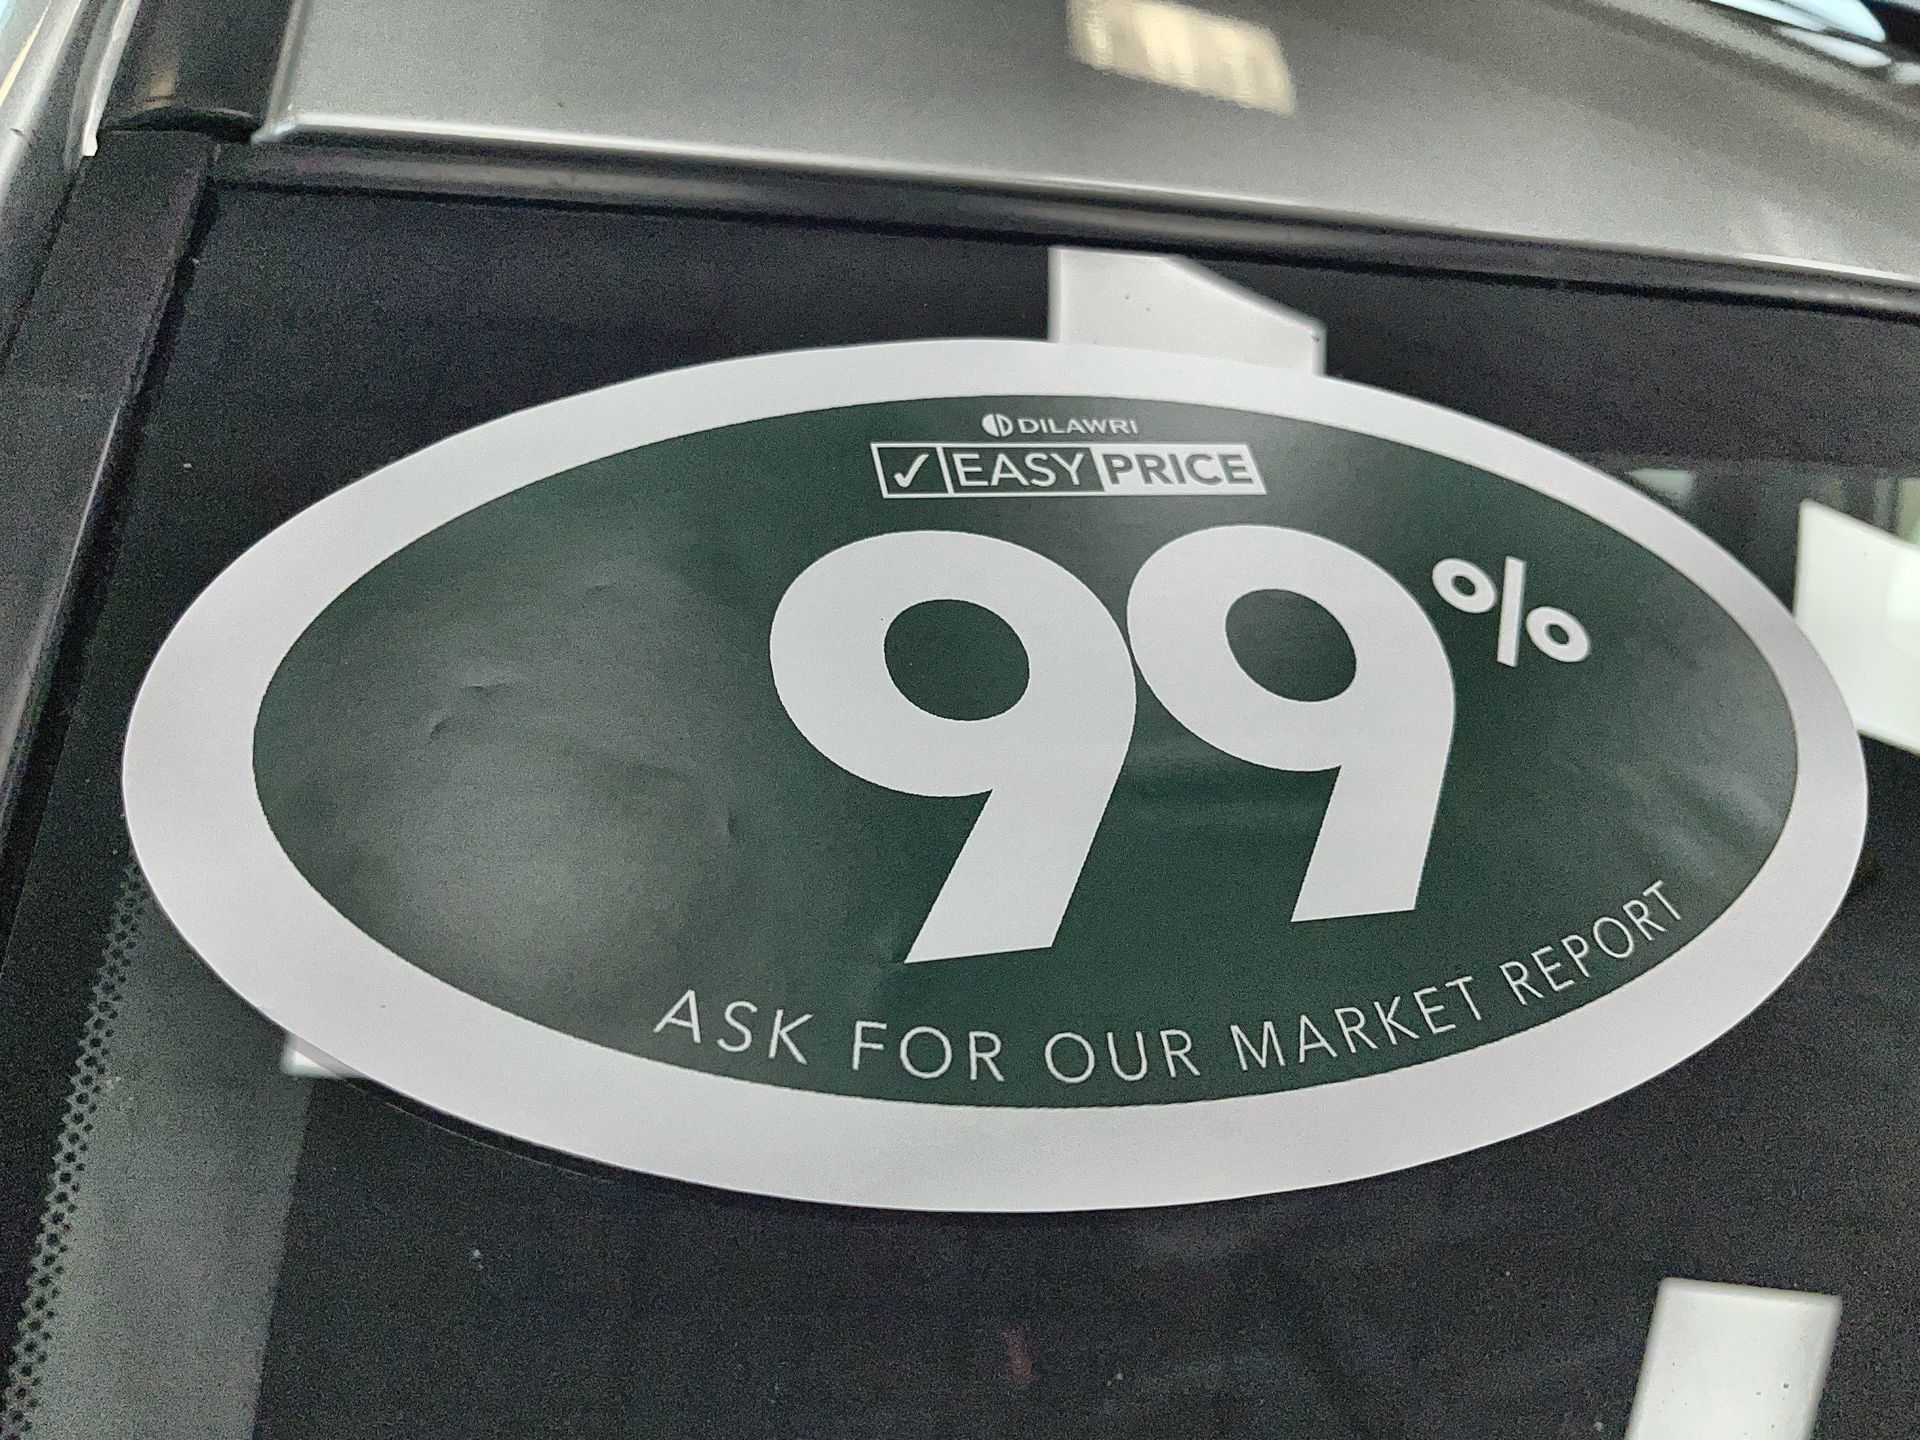 DILAWRI
✓ EASY PRICE
99%
ASK FOR OUR MARKET REPORT